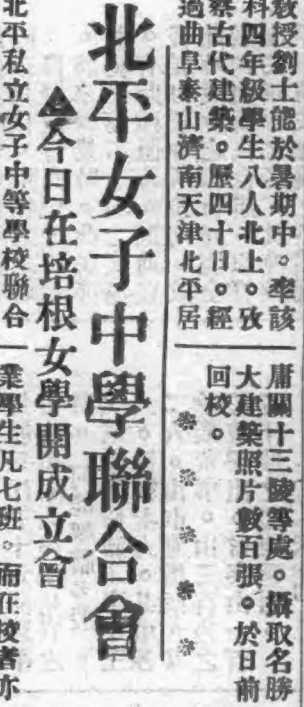 教授劉士能於暑期中。率該
科四年級學生八人北上。攷
察古代建築。歷四十日。經
過曲阜泰山濟南天津北平居
庸關十三陵等處。攝取名勝
大建築照片數百張。於日前
回校。
北平女子中學聯合會
▲今日在培根女學開成立會
北平私立女子中等學校聯合
業學生凡七班。而在校者亦